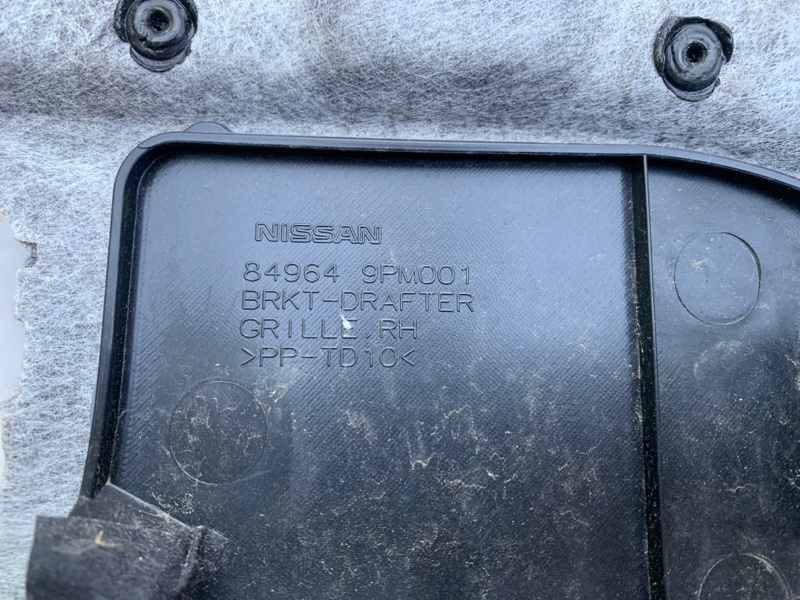 NISSAN
84964 9PM001
BRKT-DRAFTER
GRILLE,RH
>PP-TD10<